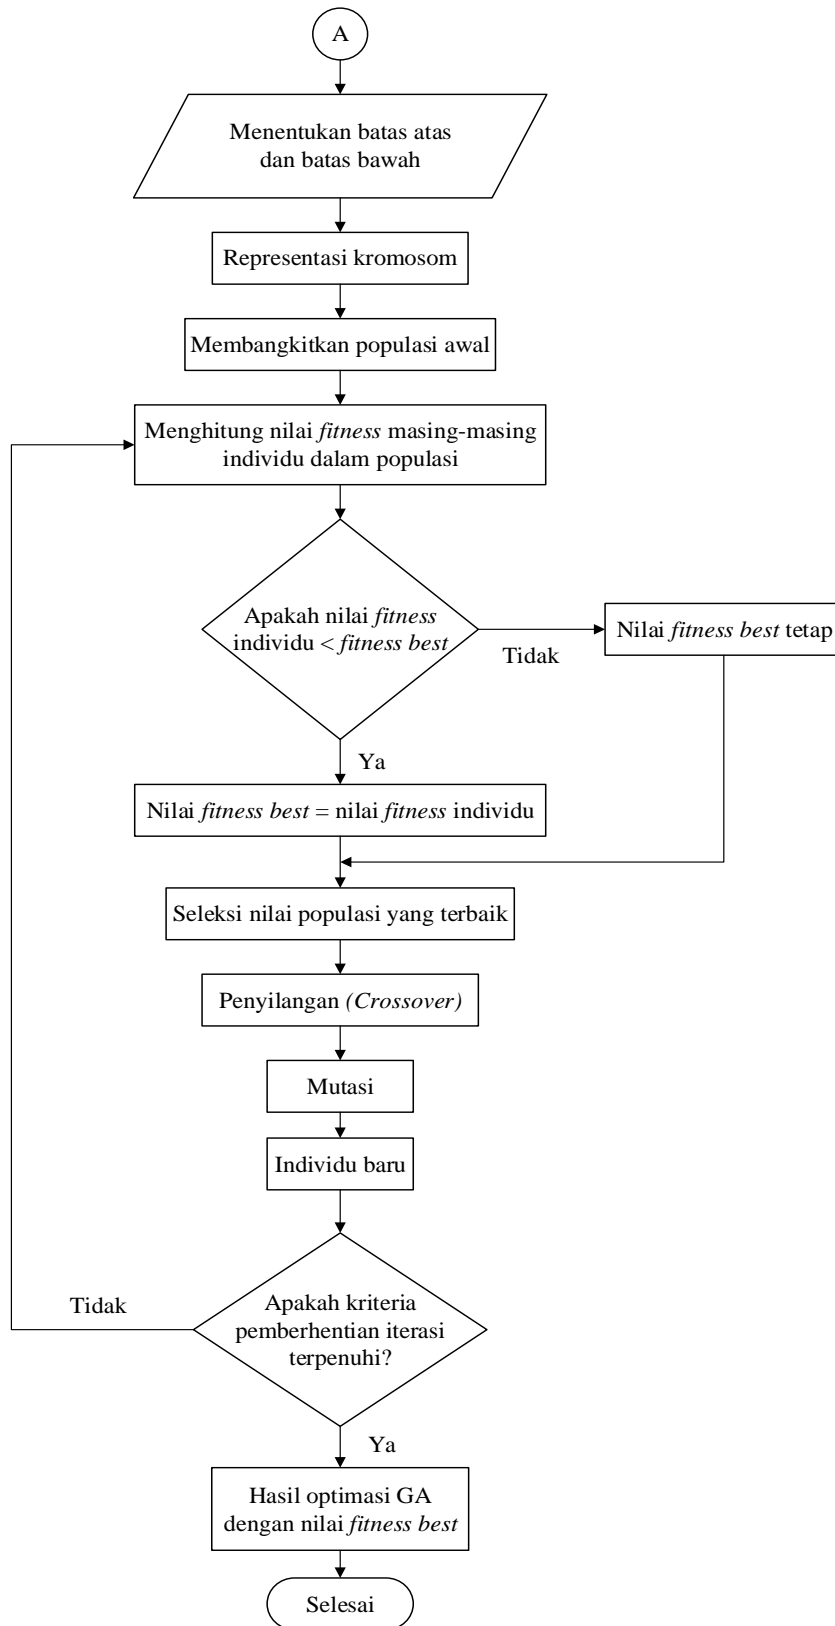 A
Menentukan batas atas
dan batas bawah
Representasi kromosom
Membangkitkan populasi awal
Menghitung nilai fitness masing-masing
individu dalam populasi
Apakah nilai fitness
individu < fitness best
Tidak
Nilai fitness best tetap
Ya
Nilai fitness best = nilai fitness individu
Seleksi nilai populasi yang terbaik
Penyilangan (Crossover)
Mutasi
Individu baru
Tidak
Apakah kriteria
pemberhentian iterasi
terpenuhi?
Ya
Hasil optimasi GA
dengan nilai fitness best
Selesai